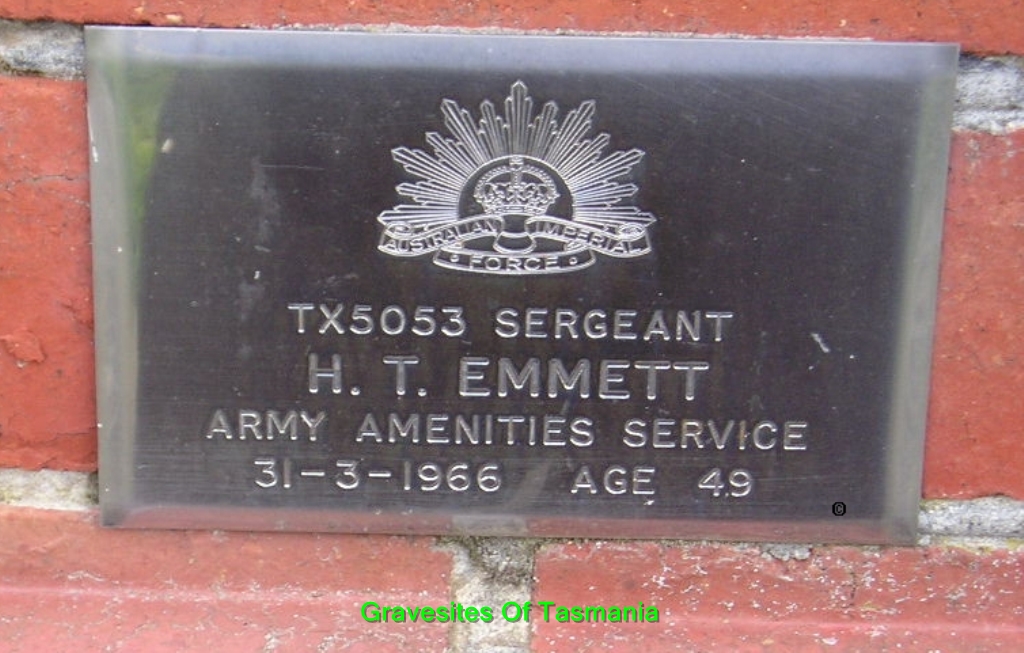 AUSTRALIAN IMPERIAL
FORCE
TX5053 SERGEANT
H. T. EMMETT
ARMY AMENITIES SERVICE
31-3-1966 AGE 49
©
Gravesites Of Tasmania